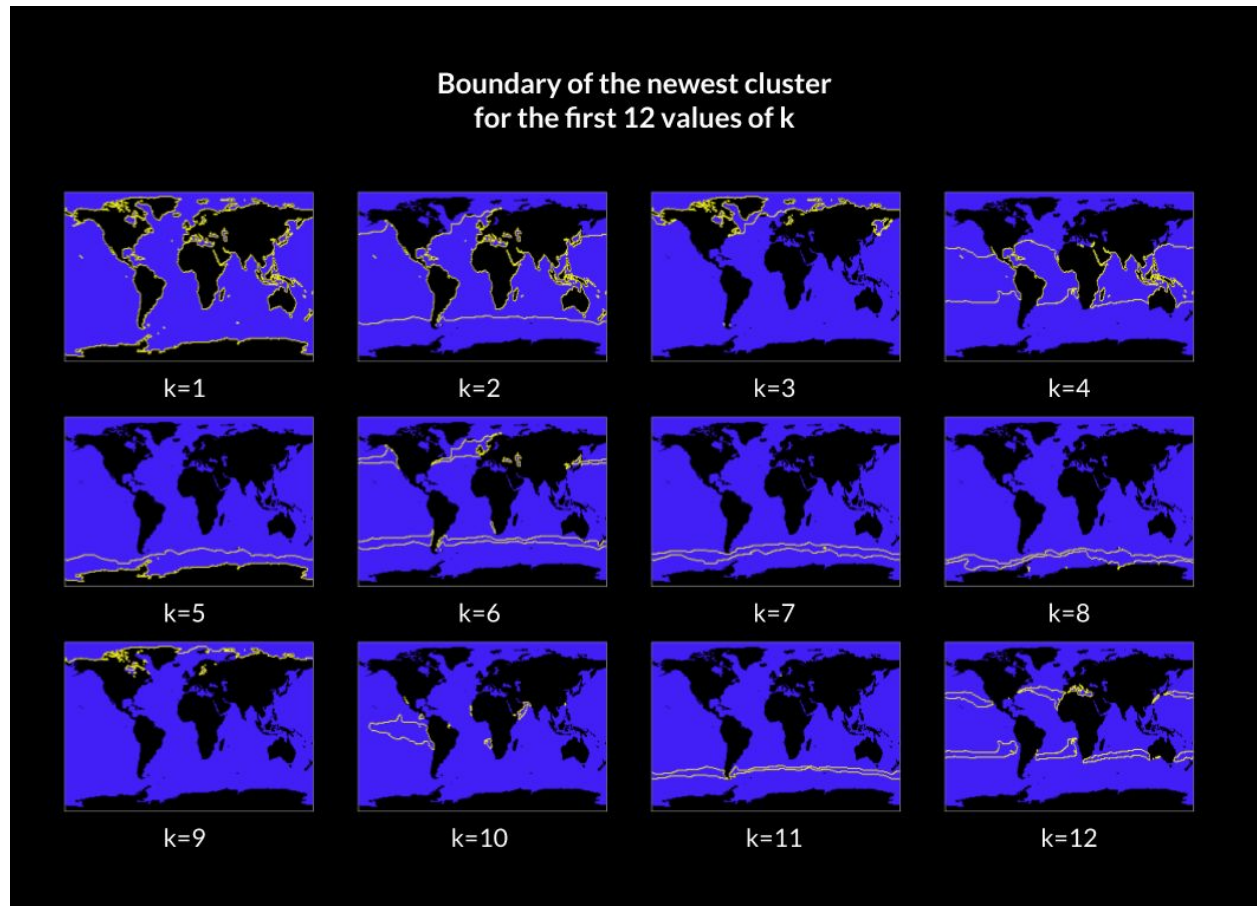 Boundary of the newest cluster
for the first 12 values of k
k=1
k=2
k=3
k=4
k=5
k=6
k=7
k=8
k=9
k=10
k=11
k=12